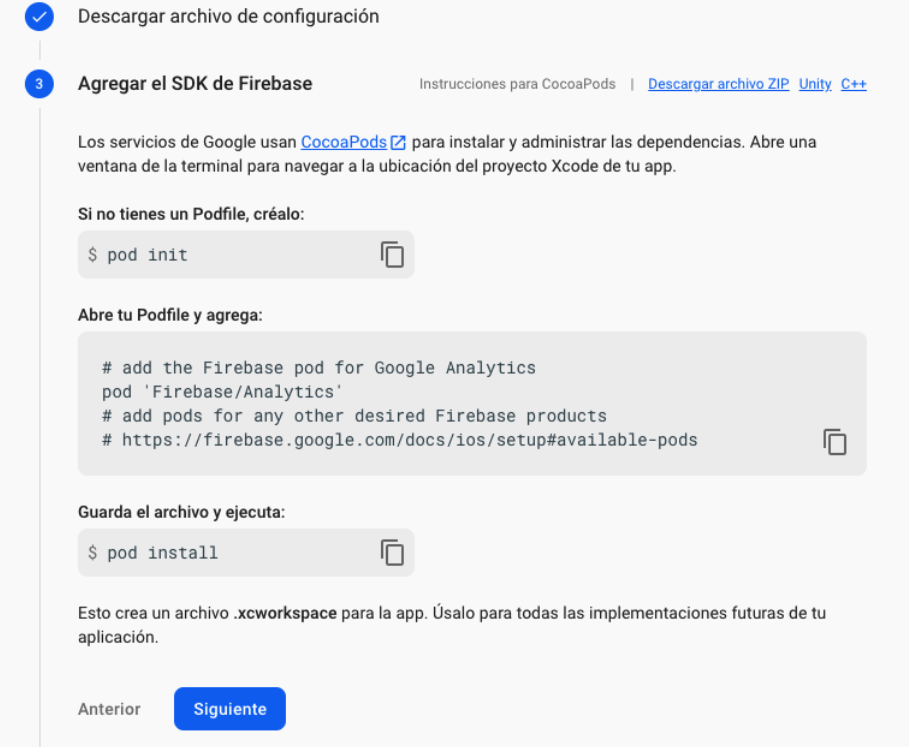 Descargar archivo de configuración
3 Agregar el SDK de Firebase Instrucciones para CocoaPods | Descargar archivo ZIP Unity C++
Los servicios de Google usan CocoaPods para instalar y administrar las dependencias. Abre una
ventana de la terminal para navegar a la ubicación del proyecto Xcode de tu app.
Si no tienes un Podfile, créalo:
$ pod init
Abre tu Podfile y agrega:
# add the Firebase pod for Google Analytics
pod 'Firebase/Analytics'
# add pods for any other desired Firebase products
# https://firebase.google.com/docs/ios/setup#available-pods
Guarda el archivo y ejecuta:
$ pod install
Esto crea un archivo .xcworkspace para la app. Úsalo para todas las implementaciones futuras de tu
aplicación.
Anterior Siguiente